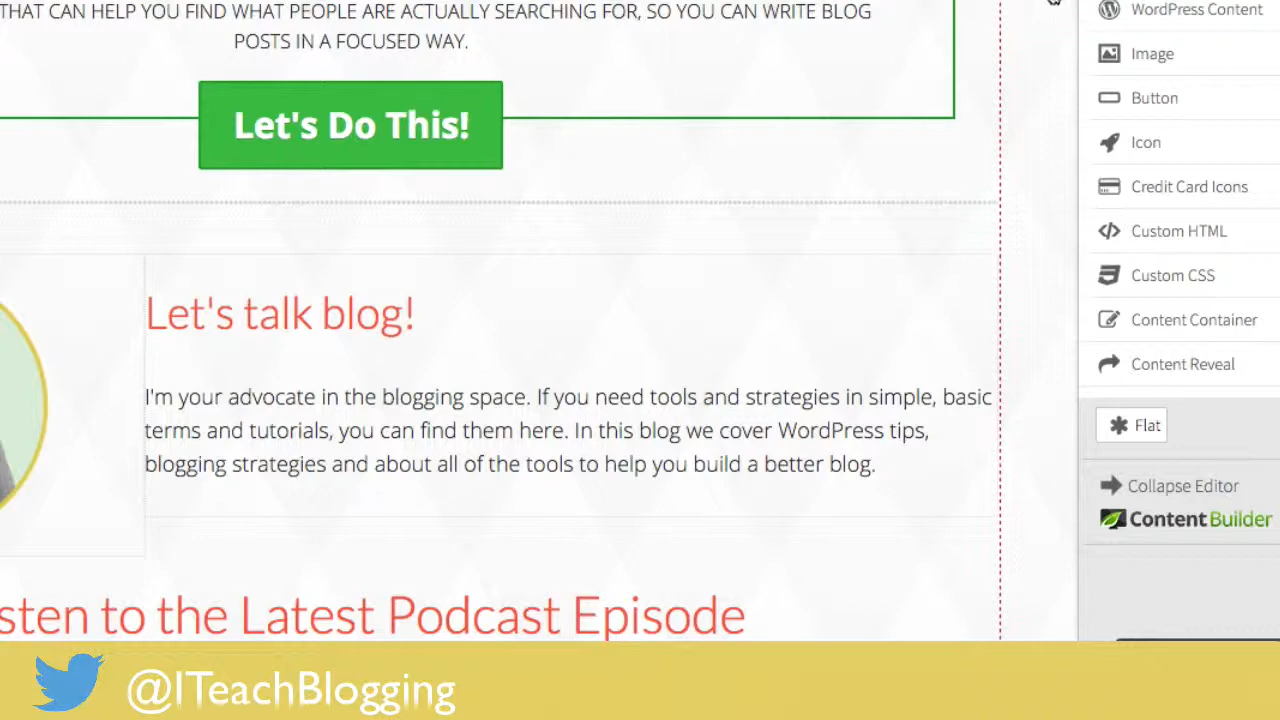 THAT CAN HELP YOU FIND WHAT PEOPLE ARE ACTUALLY SEARCHING FOR, SO YOU CAN WRITE BLOG
POSTS IN A FOCUSED WAY.
Let's Do This!
Let's talk blog!
I'm your advocate in the blogging space. If you need tools and strategies in simple, basic
terms and tutorials, you can find them here. In this blog we cover WordPress tips,
blogging strategies and about all of the tools to help you build a better blog.
sten to the Latest Podcast Episode
WordPress Content
Image
Button
Icon
Credit Card Icons
Custom HTML
Custom CSS
Content Container
Content Reveal
Flat
Collapse Editor
Content Builder
@ITeachBlogging